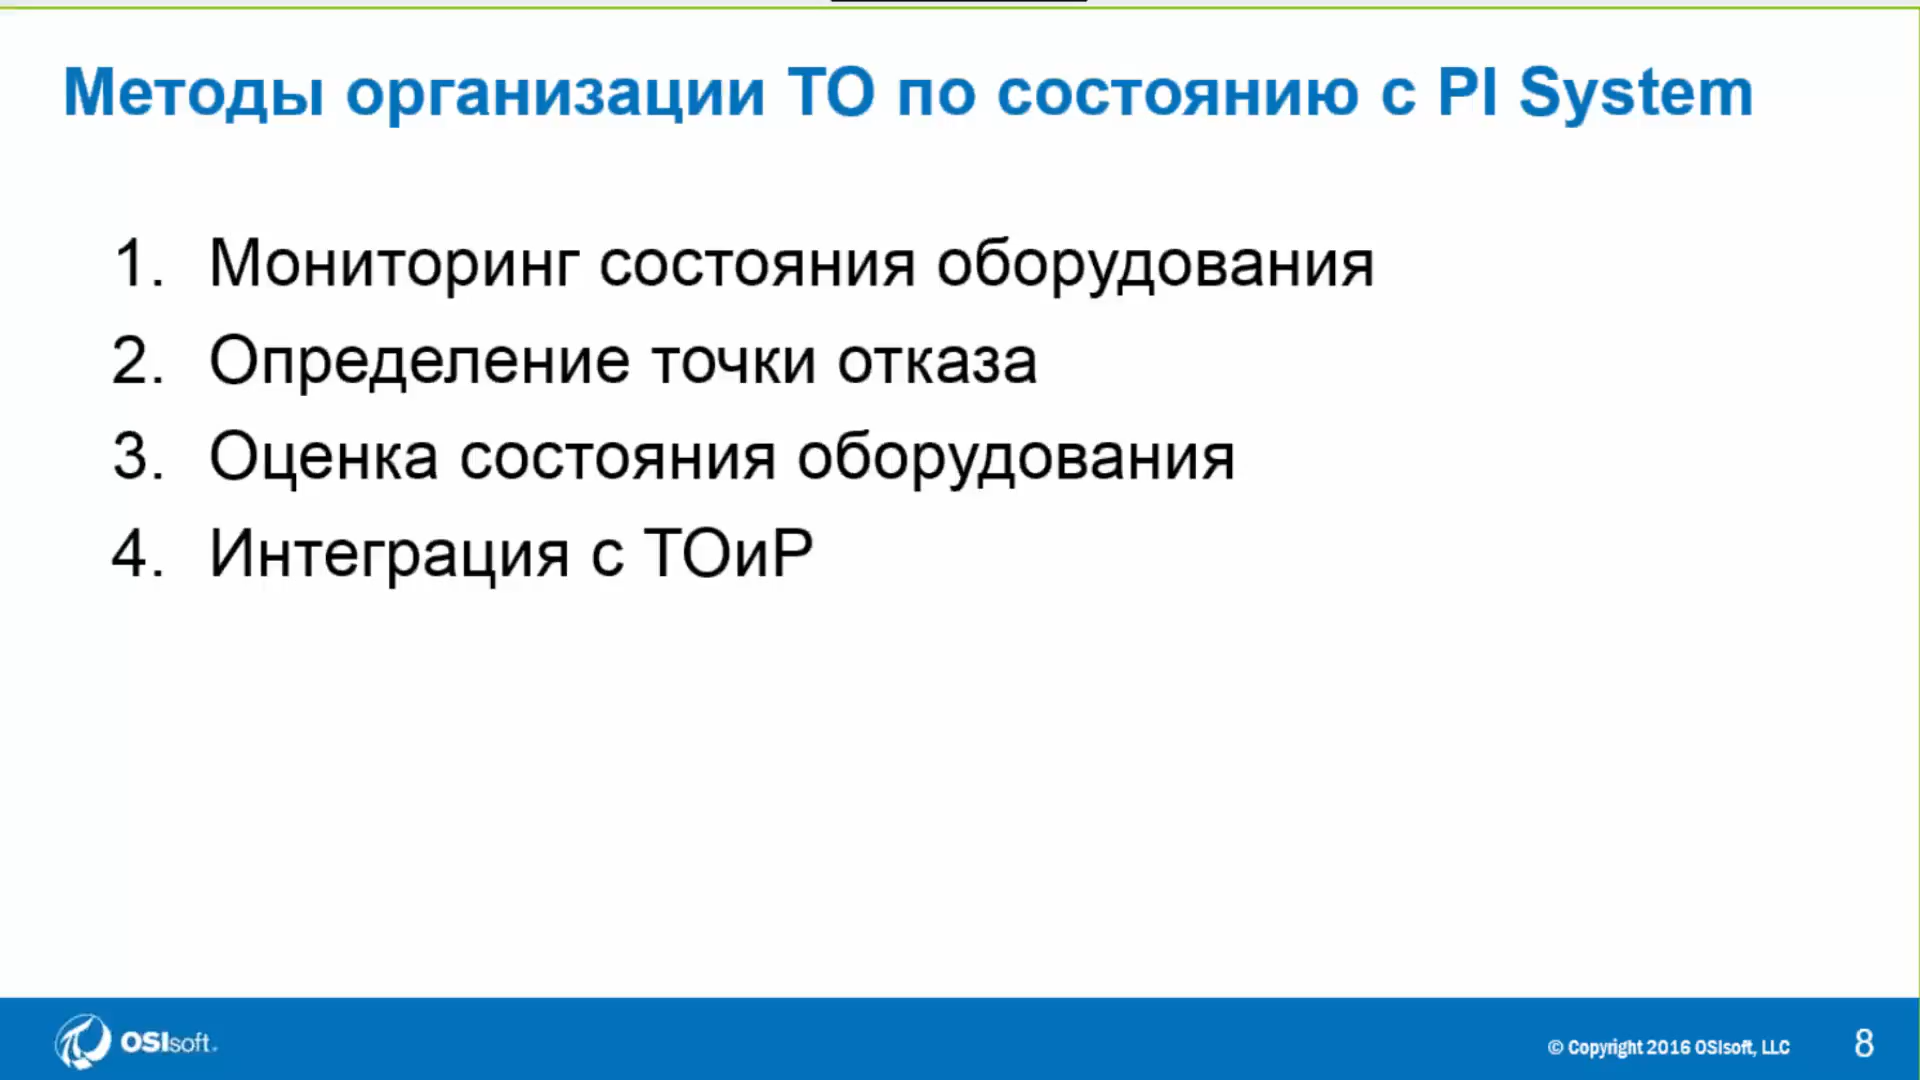 Методы организации ТО по состоянию с PI System
1. Мониторинг состояния оборудования
2. Определение точки отказа
3. Оценка состояния оборудования
4. Интеграция с ТОиР
OSIsoft.
© Copyright 2016 OSIsoft, LLC
8